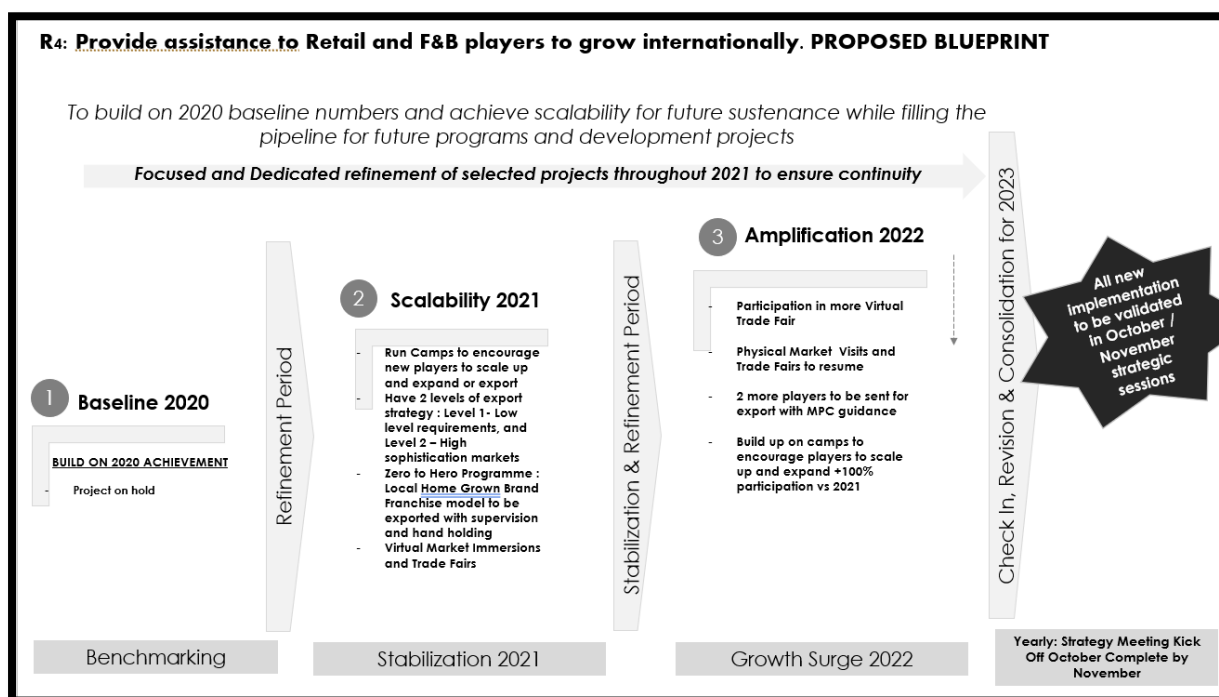 R4: Provide assistance to Retail and F&B players to grow internationally. PROPOSED BLUEPRINT
To build on 2020 baseline numbers and achieve scalability for future sustenance while filling the
pipeline for future programs and development projects
Focused and Dedicated refinement of selected projects throughout 2021 to ensure continuity
1
Baseline 2020
BUILD ON 2020 ACHIEVEMENT
- Project on hold
Benchmarking
Refinement Period
2
Scalability 2021
- Run Camps to encourage
new players to scale up
and expand or export
- Have 2 levels of export
strategy : Level 1- Low
level requirements, and
Level 2 – High
sophistication markets
- Zero to Hero Programme :
Local Home Grown Brand
Franchise model to be
exported with supervision
and hand holding
- Virtual Market Immersions
and Trade Fairs
Stabilization 2021
Stabilization & Refinement Period
3
Amplification 2022
- Participation in more Virtual
Trade Fair
- Physical Market Visits and
Trade Fairs to resume
- 2 more players to be sent for
export with MPC guidance
- Build up on camps to
encourage players to scale
up and expand +100%
participation vs 2021
Growth Surge 2022
Check In, Revision & Consolidation for 2023
All new
implementation
to be validated
in October /
November
strategic
sessions
Yearly: Strategy Meeting Kick
Off October Complete by
November